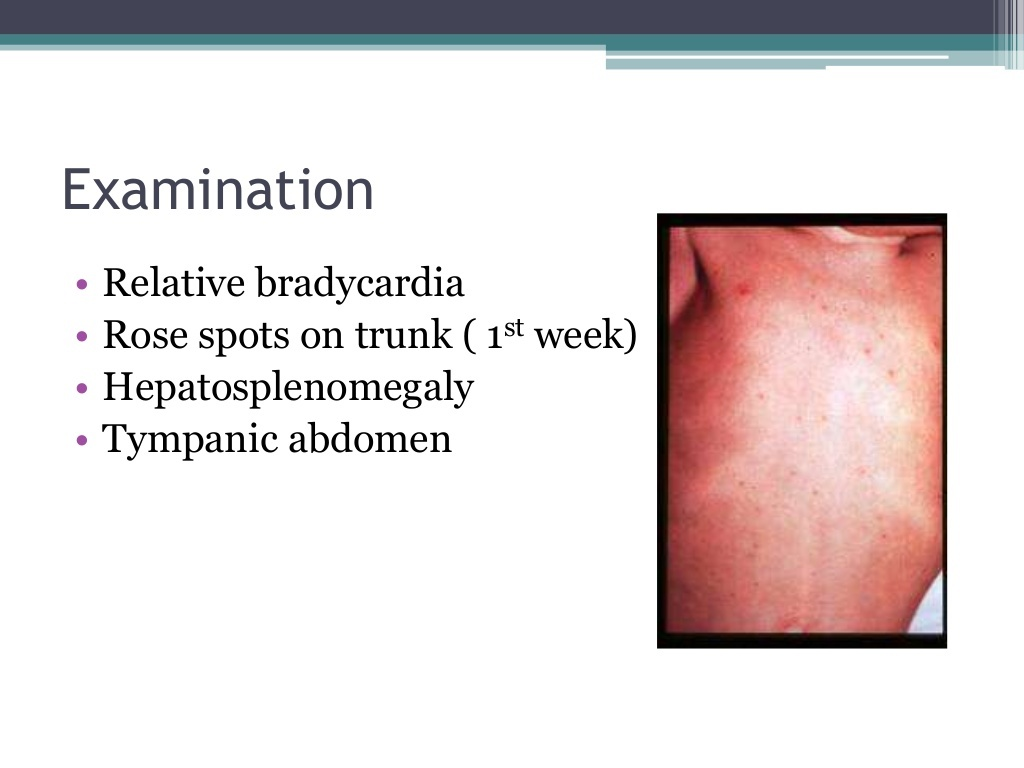 Examination
• Relative bradycardia
• Rose spots on trunk ( 1st week)
• Hepatosplenomegaly
• Tympanic abdomen